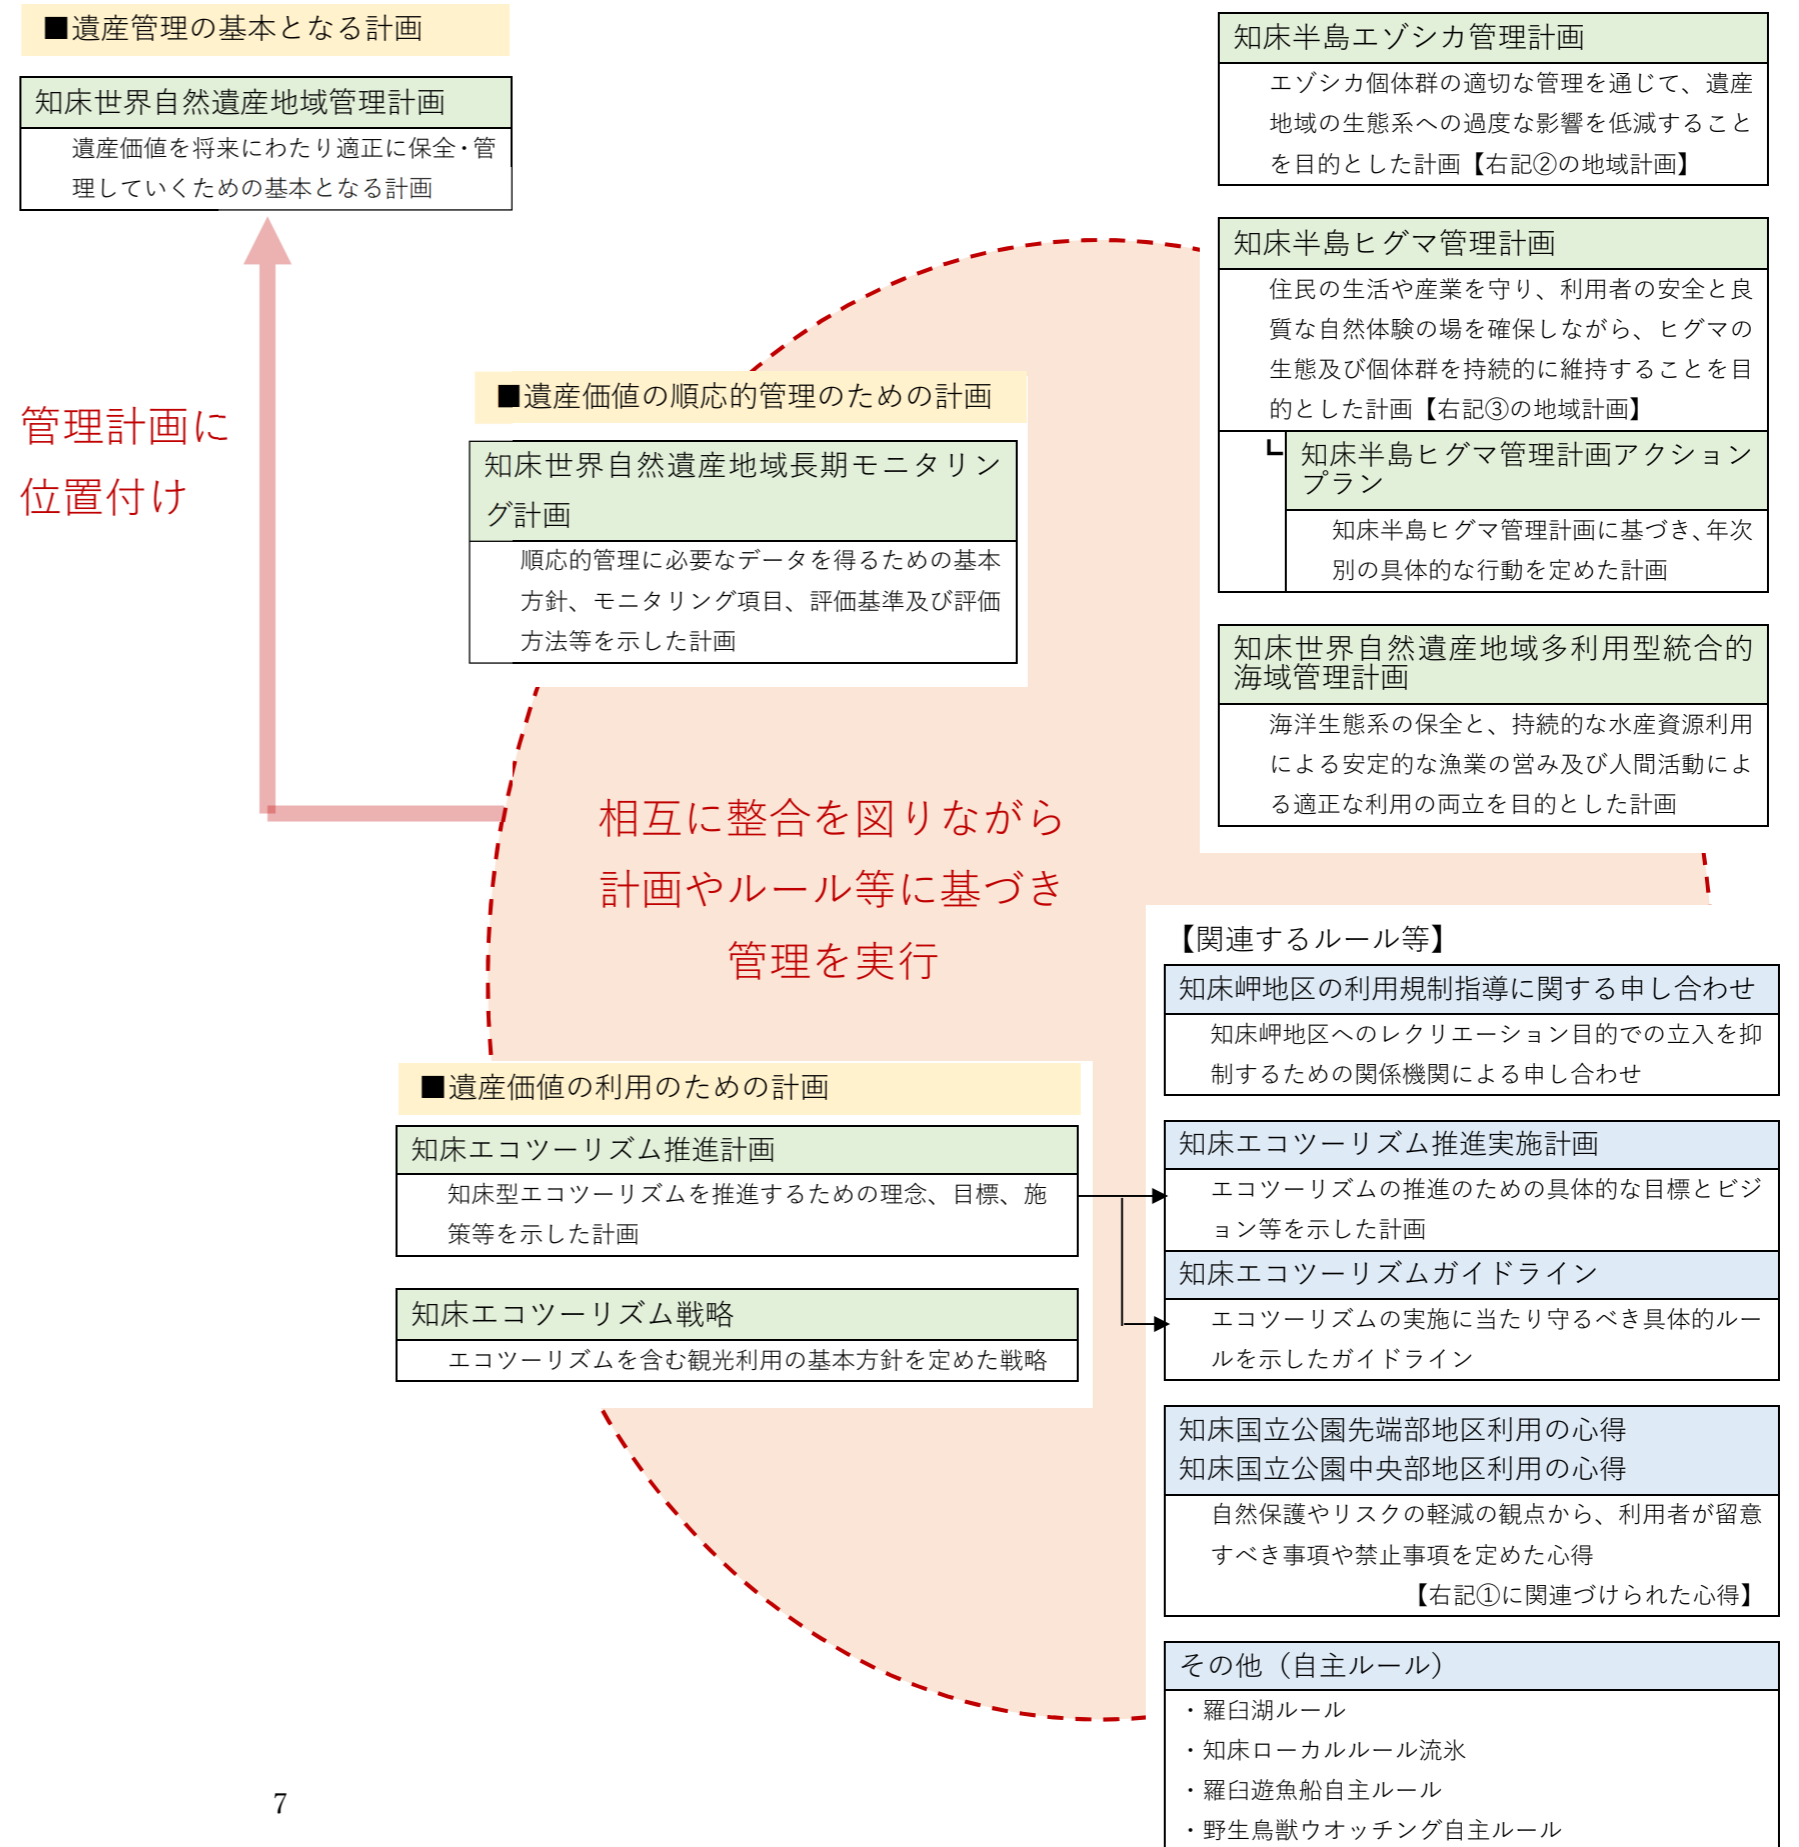 ■遺産管理の基本となる計画
知床世界自然遺産地域管理計画
遺産価値を将来にわたり適正に保全・管
理していくための基本となる計画
管理計画に
位置付け
■遺産価値の順応的管理のための計画
知床世界自然遺産地域長期モニタリン
グ計画
順応的管理に必要なデータを得るための基本
方針、モニタリング項目、評価基準及び評価
方法等を示した計画
知床半島エゾシカ管理計画
エゾシカ個体群の適切な管理を通じて、遺産
地域の生態系への過度な影響を低減すること
を目的とした計画【右記②の地域計画】
知床半島ヒグマ管理計画
住民の生活や産業を守り、利用者の安全と良
質な自然体験の場を確保しながら、ヒグマの
生態及び個体群を持続的に維持することを目
的とした計画【右記③の地域計画】
知床半島ヒグマ管理計画アクション
プラン
知床半島ヒグマ管理計画に基づき、年次
別の具体的な行動を定めた計画
知床世界自然遺産地域多利用型統合的
海域管理計画
海洋生態系の保全と、持続的な水産資源利用
による安定的な漁業の営み及び人間活動によ
る適正な利用の両立を目的とした計画
相互に整合を図りながら
計画やルール等に基づき
管理を実行
■遺産価値の利用のための計画
知床エコツーリズム推進計画
知床型エコツーリズムを推進するための理念、目標、施
策等を示した計画
知床エコツーリズム戦略
エコツーリズムを含む観光利用の基本方針を定めた戦略
【関連するルール等】
知床岬地区の利用規制指導に関する申し合わせ
知床岬地区へのレクリエーション目的での立入を抑
制するための関係機関による申し合わせ
知床エコツーリズム推進実施計画
エコツーリズムの推進のための具体的な目標とビジ
ョン等を示した計画
知床エコツーリズムガイドライン
エコツーリズムの実施に当たり守るべき具体的ルー
ルを示したガイドライン
知床国立公園先端部地区利用の心得
知床国立公園中央部地区利用の心得
自然保護やリスクの軽減の観点から、利用者が留意
すべき事項や禁止事項を定めた心得
【右記①に関連づけられた心得】
その他（自主ルール）
・羅臼湖ルール
・知床ローカルルール流氷
・羅臼遊魚船自主ルール
・野生鳥獣ウオッチング自主ルール
7